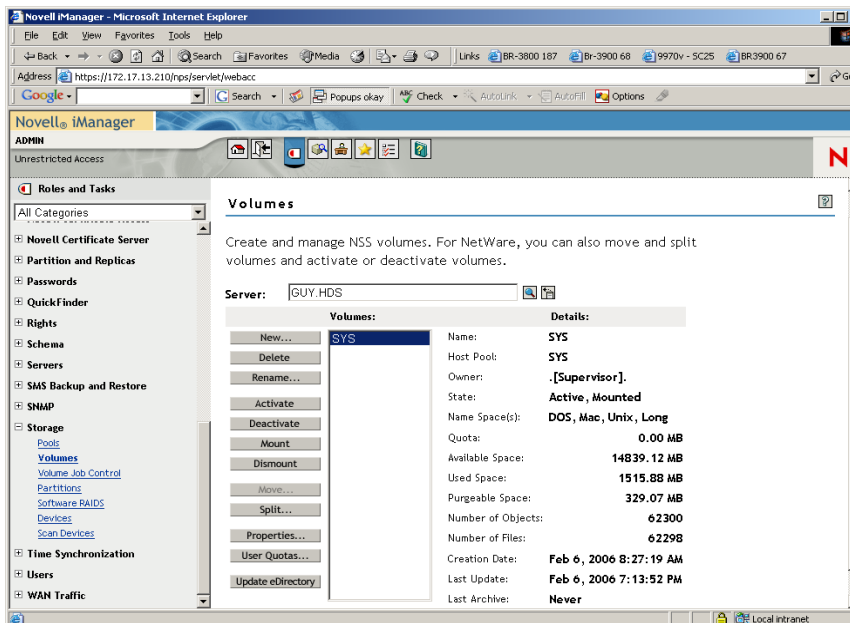 Novell iManager - Microsoft Internet Explorer
File Edit View Favorites Tools Help
Back Search Favorites Media Links BR-3800 187 Br-3900 68 9970v - SC25 BR3900 67
Address https://172.17.13.210/nps/servlet/webacc
Google Search Popups okay ABC Check AutoLink AutoFill Options
Novell® iManager
ADMIN
Unrestricted Access
N
Roles and Tasks
All Categories
Novell Certificate Server
Partition and Replicas
Passwords
QuickFinder
Rights
Schema
Servers
SMS Backup and Restore
SNMP
Storage
Pools
Volumes
Volume Job Control
Partitions
Software RAIDS
Devices
Scan Devices
Time Synchronization
Users
WAN Traffic
Volumes
Create and manage NSS volumes. For NetWare, you can also move and split
volumes and activate or deactivate volumes.
Server: GUY.HDS
Volumes: Details:
New...
Delete
Rename...
Activate
Deactivate
Mount
Dismount
Move...
Split...
Properties...
User Quotas...
Update eDirectory
SYS
Name: SYS
Host Pool: SYS
Owner: .[Supervisor].
State: Active, Mounted
Name Space(s): DOS, Mac, Unix, Long
Quota: 0.00 MB
Available Space: 14839.12 MB
Used Space: 1515.88 MB
Purgeable Space: 329.07 MB
Number of Objects: 62300
Number of Files: 62298
Creation Date: Feb 6, 2006 8:27:19 AM
Last Update: Feb 6, 2006 7:13:52 PM
Last Archive: Never
Local intranet